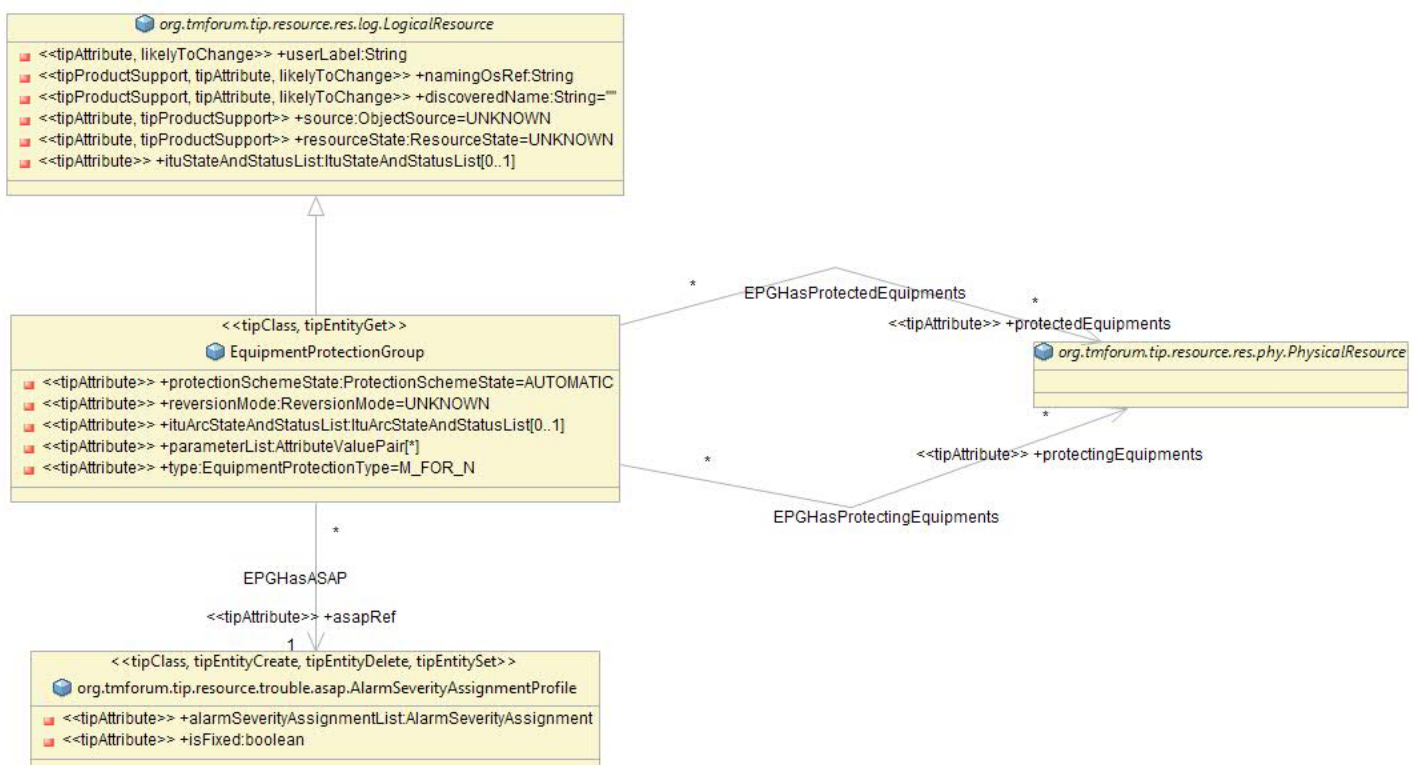 org.tmforum.tip.resource.res.log.LogicalResource
<<tipAttribute, likelyToChange>> +userLabel:String
<<tipProductSupport, tipAttribute, likelyToChange>> +namingOsRef:String
<<tipProductSupport, tipAttribute, likelyToChange>> +discoveredName:String=""
<<tipAttribute, tipProductSupport>> +source:ObjectSource=UNKNOWN
<<tipAttribute, tipProductSupport>> +resourceState:ResourceState=UNKNOWN
<<tipAttribute>> +ituStateAndStatusList:ItuStateAndStatusList[0..1]
*
EPGHasProtectedEquipments
*
<<tipAttribute>> +protectedEquipments
<<tipClass, tipEntityGet>>
EquipmentProtectionGroup
<<tipAttribute>> +protectionSchemeState:ProtectionSchemeState=AUTOMATIC
<<tipAttribute>> +reversionMode:ReversionMode=UNKNOWN
<<tipAttribute>> +ituArcStateAndStatusList:ItuArcStateAndStatusList[0..1]
<<tipAttribute>> +parameterList:AttributeValuePair[*]
<<tipAttribute>> +type:EquipmentProtectionType=M_FOR_N
org.tmforum.tip.resource.res.phy.PhysicalResource
*
<<tipAttribute>> +protectingEquipments
*
EPGHasProtectingEquipments
*
EPGHasASAP
<<tipAttribute>> +asapRef
1
<<tipClass, tipEntityCreate, tipEntityDelete, tipEntitySet>>
org.tmforum.tip.resource.trouble.asap.AlarmSeverityAssignmentProfile
<<tipAttribute>> +alarmSeverityAssignmentList:AlarmSeverityAssignment
<<tipAttribute>> +isFixed:boolean